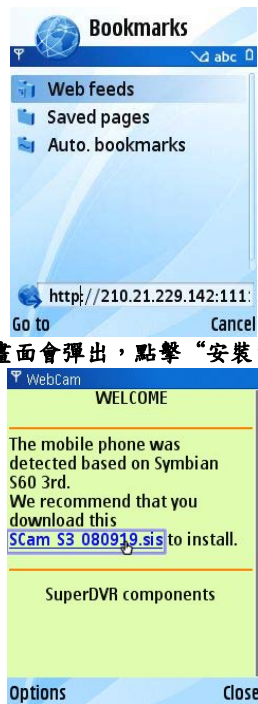 Bookmarks
abc
Web feeds
Saved pages
Auto. bookmarks
http://210.21.229.142:111:
Go to Cancel
畫面會彈出，點擊“安裝
WebCam
WELCOME
The mobile phone was
detected based on Symbian
S60 3rd.
We recommend that you
download this
SCam S3 080919.sis to install.
SuperDVR components
Options Close